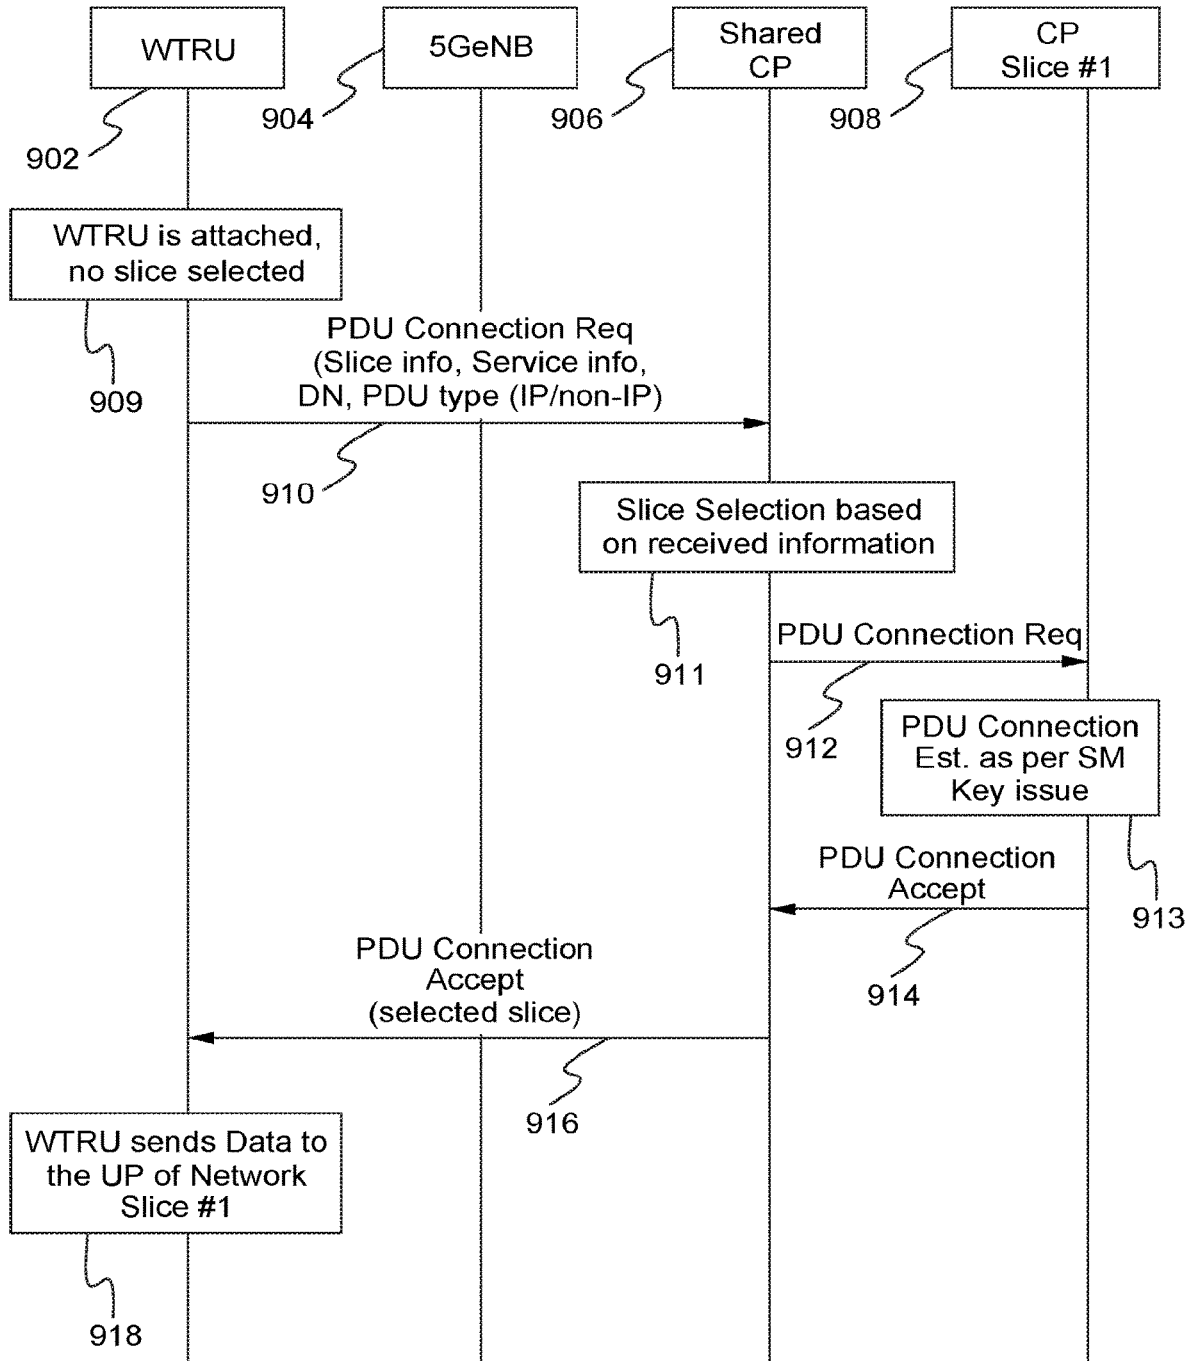 WTRU
5GeNB
Shared
CP
CP
Slice #1
902
904
906
908
WTRU is attached,
no slice selected
909
PDU Connection Req
(Slice info, Service info,
DN, PDU type (IP/non-IP)
910
Slice Selection based
on received information
911
PDU Connection Req
912
PDU Connection
Est. as per SM
Key issue
913
PDU Connection
Accept
914
PDU Connection
Accept
(selected slice)
916
WTRU sends Data to
the UP of Network
Slice #1
918